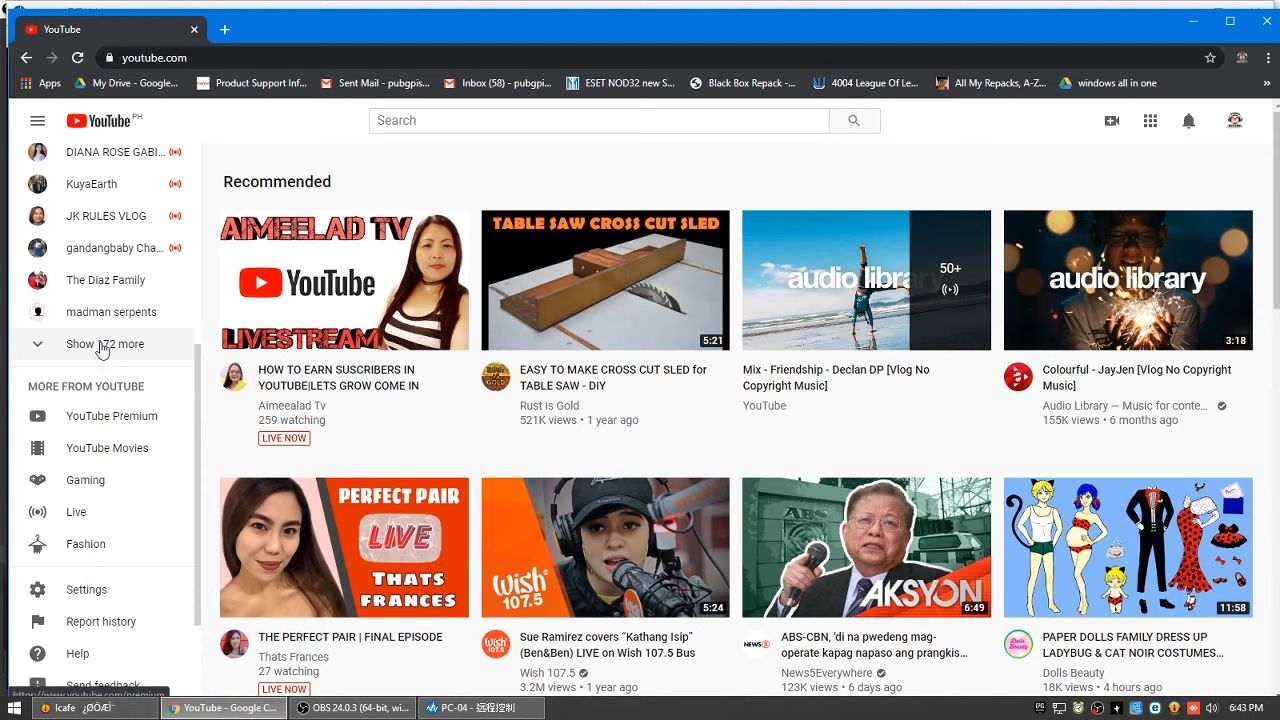 YouTube
youtube.com
Apps
My Drive - Google...
Product Support Inf...
Sent Mail - pubgpis...
Inbox (58) - pubgpi...
ESET NOD32 new S...
Black Box Repack -...
4004 League Of Le...
All My Repacks, A-Z...
windows all in one
»
YouTube PH
Search
DIANA ROSE GABI...
KuyaEarth
JK RULES VLOG
gandangbaby Cha...
The Diaz Family
madman serpents
Show 172 more
MORE FROM YOUTUBE
YouTube Premium
YouTube Movies
Gaming
Live
Fashion
Settings
Report history
Help
Send feedback
https://www.youtube.com/premium
Recommended
AIMEELAD TV
YouTube
LIVESTREAM
HOW TO EARN SUSCRIBERS IN
YOUTUBE|LETS GROW COME IN
Aimeelad Tv
259 watching
LIVE NOW
TABLE SAW CROSS CUT SLED
5:21
EASY TO MAKE CROSS CUT SLED for
TABLE SAW - DIY
Rust is Gold
521K views • 1 year ago
audio library
50+
Mix - Friendship - Declan DP [Vlog No
Copyright Music]
YouTube
audio library
3:18
Colourful - JayJen [Vlog No Copyright
Music]
Audio Library — Music for conte...
155K views • 6 months ago
PERFECT PAIR
LIVE
THATS
FRANCES
THE PERFECT PAIR | FINAL EPISODE
Thats Frances
27 watching
LIVE NOW
wish
107.5
5:24
Sue Ramirez covers “Kathang Isip”
(Ben&Ben) LIVE on Wish 107.5 Bus
Wish 107.5
3.2M views • 1 year ago
ABS
AKSYON
6:49
ABS-CBN, 'di na pwedeng mag-
operate kapag napaso ang prangkis...
News5Everywhere
123K views • 6 days ago
11:58
PAPER DOLLS FAMILY DRESS UP
LADYBUG & CAT NOIR COSTUMES...
Dolls Beauty
18K views • 4 hours ago
Icafe ¿ØÖÆÌ¨
YouTube - Google C...
OBS 24.0.3 (64-bit, w...
PC-04 - 远程控制
6:43 PM